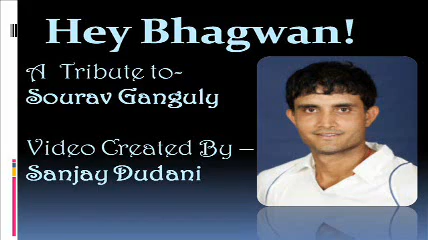 Hey Bhagwan!
A Tribute to-
Sourav Ganguly
Video Created By –
Sanjay Dudani